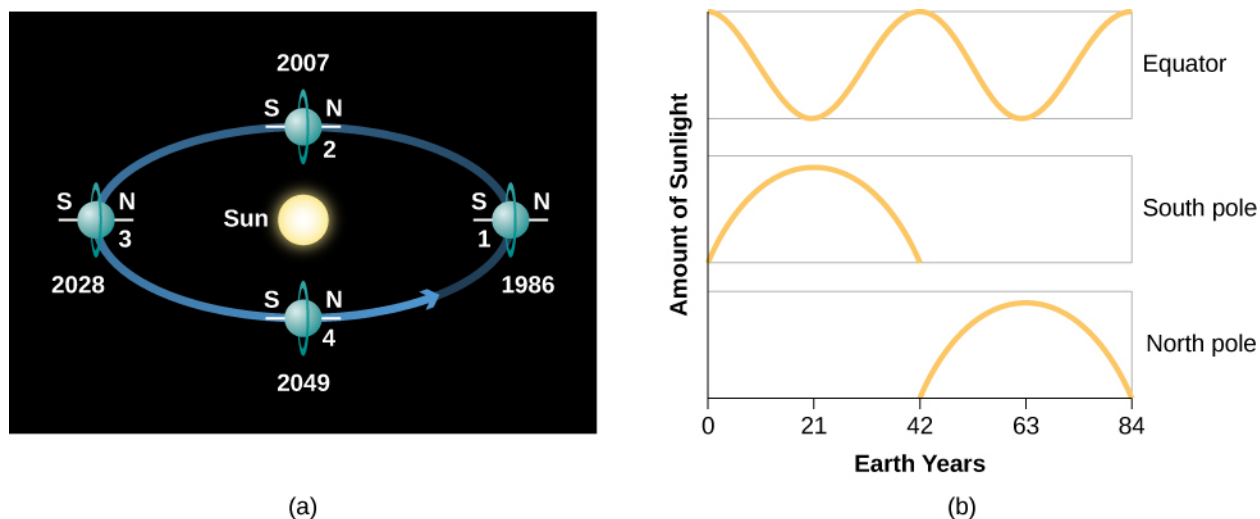 2007
S N
2
S N
3
2028
Sun
S N
1
1986
S N
4
2049
(a)
Amount of Sunlight
Equator
South pole
North pole
0 21 42 63 84
Earth Years
(b)